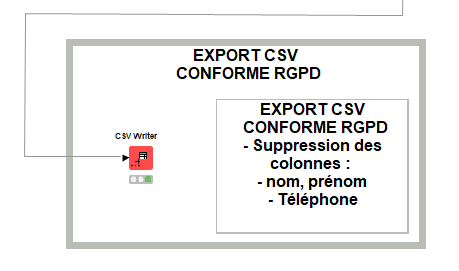 EXPORT CSV
CONFORME RGPD
CSV Writer
EXPORT CSV
CONFORME RGPD
- Suppression des
colonnes :
- nom, prénom
- Téléphone